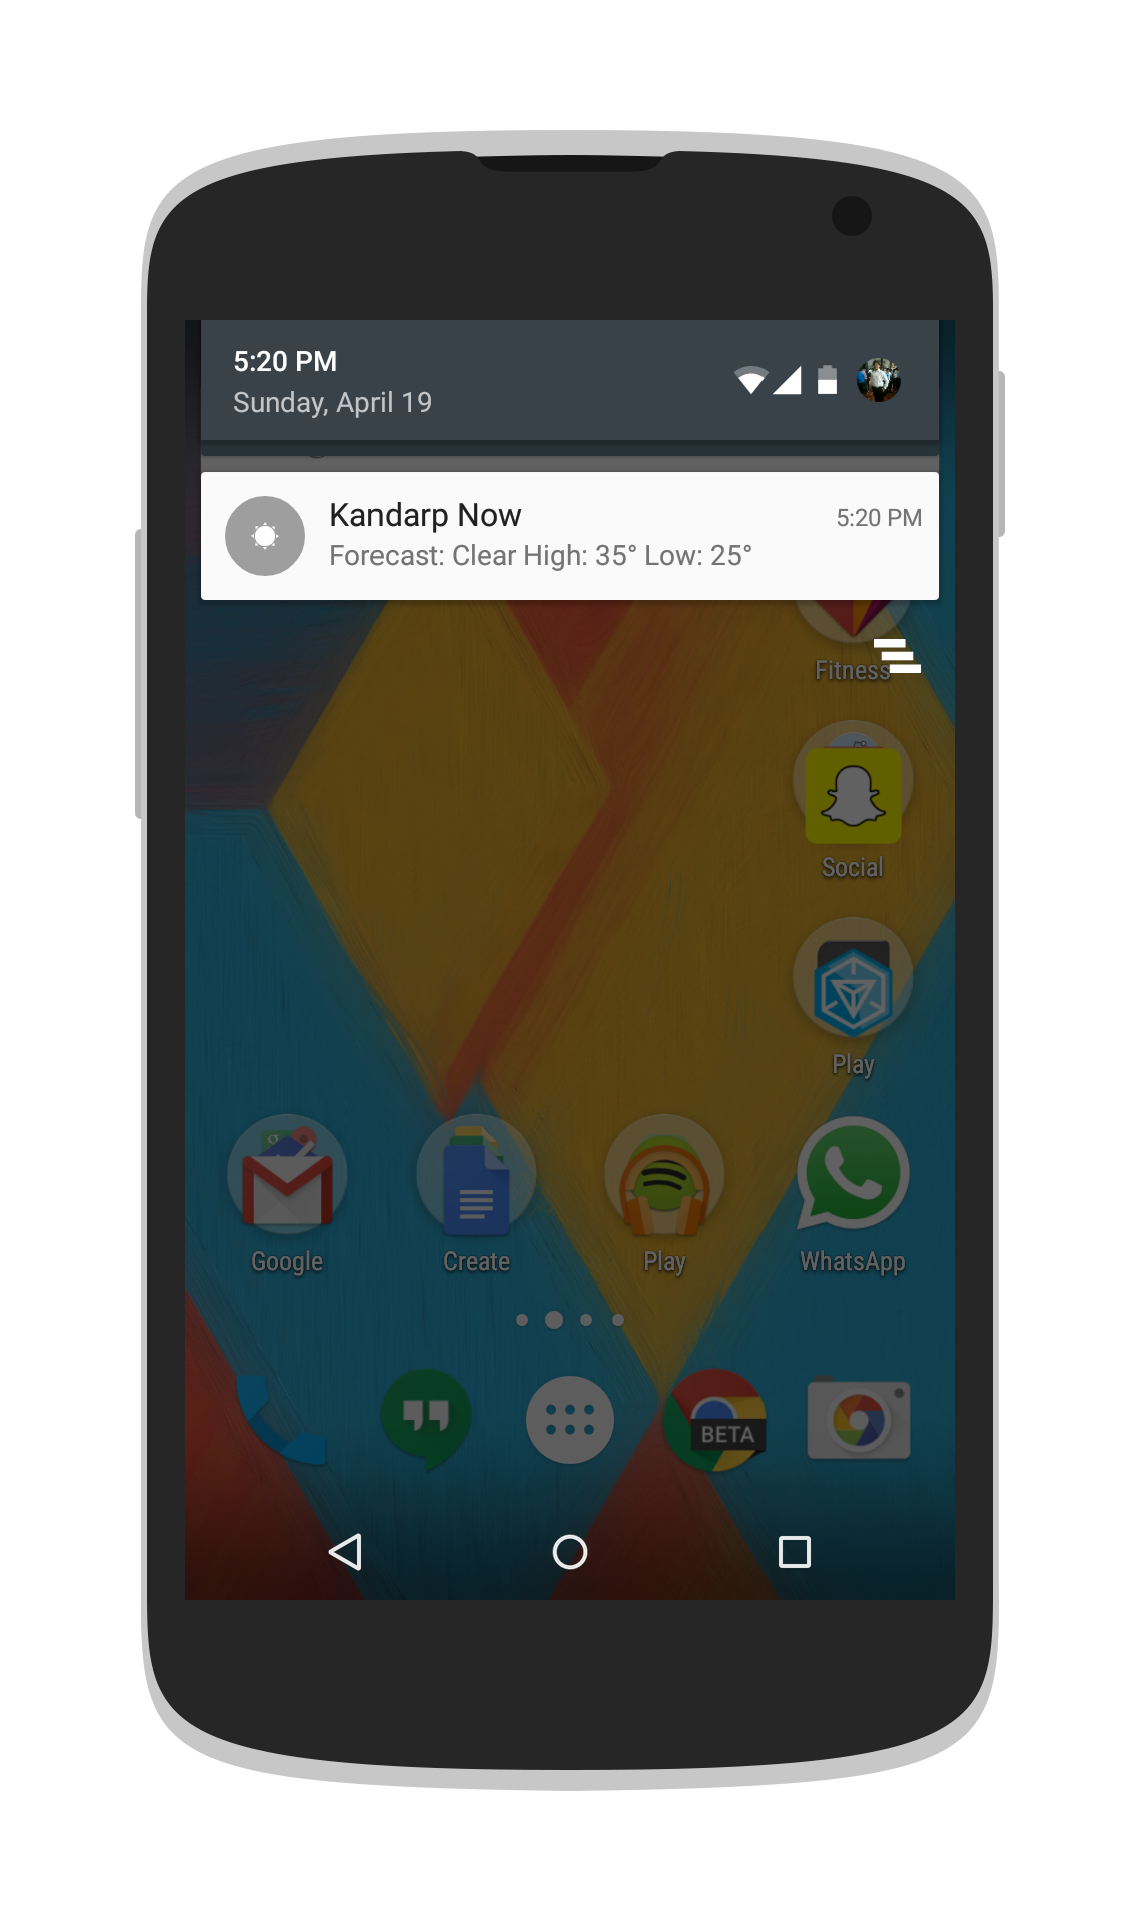 5:20 PM
Sunday, April 19
Kandarp Now
5:20 PM
Forecast: Clear High: 35° Low: 25°
Fitness
Social
Play
g
Google
Create
Play
WhatsApp
BETA